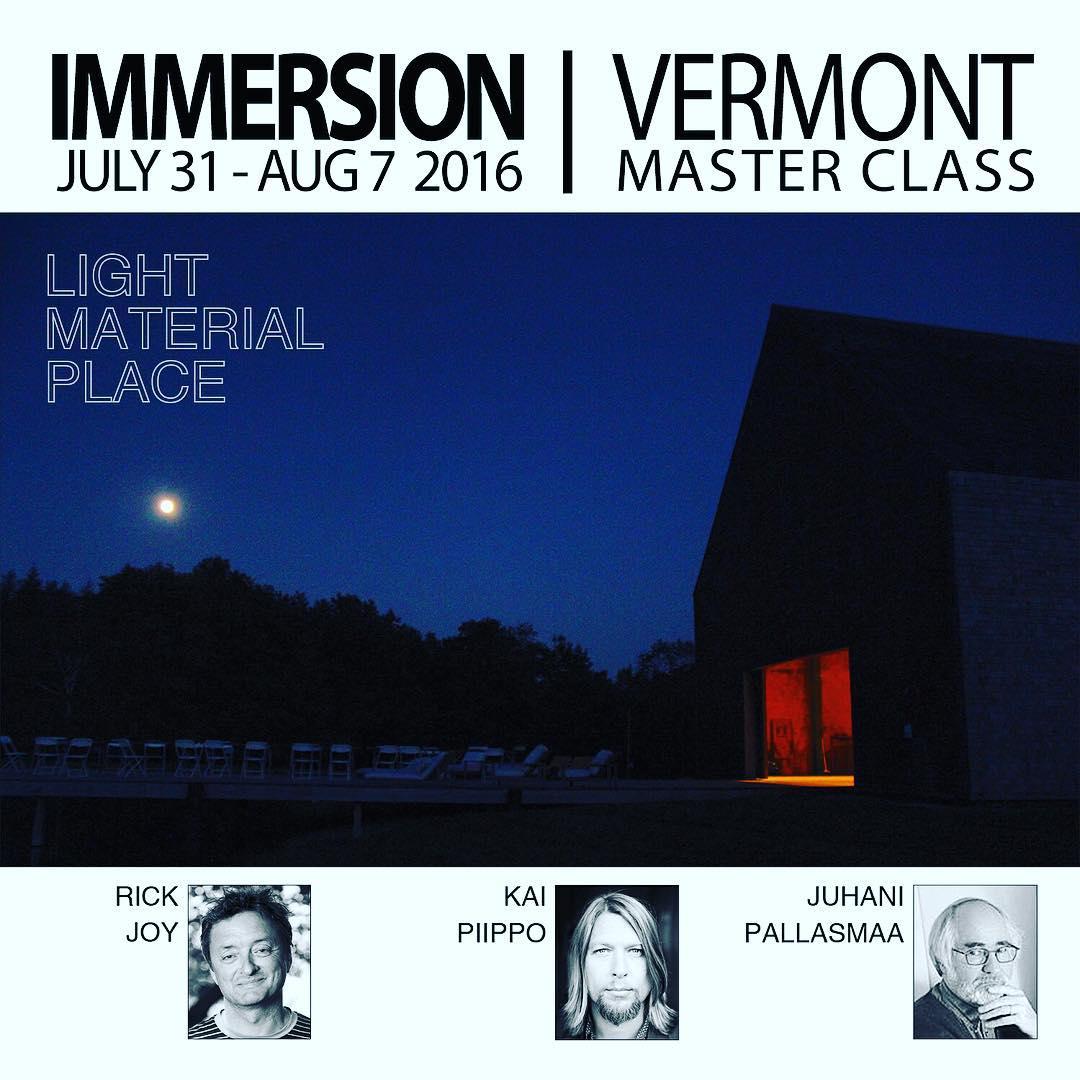 IMMERSION | VERMONT
JULY 31 - AUG 7 2016 MASTER CLASS
LIGHT
MATERIAL
PLACE
RICK
JOY
KAI
PIIPPO
JUHANI
PALLASMAA